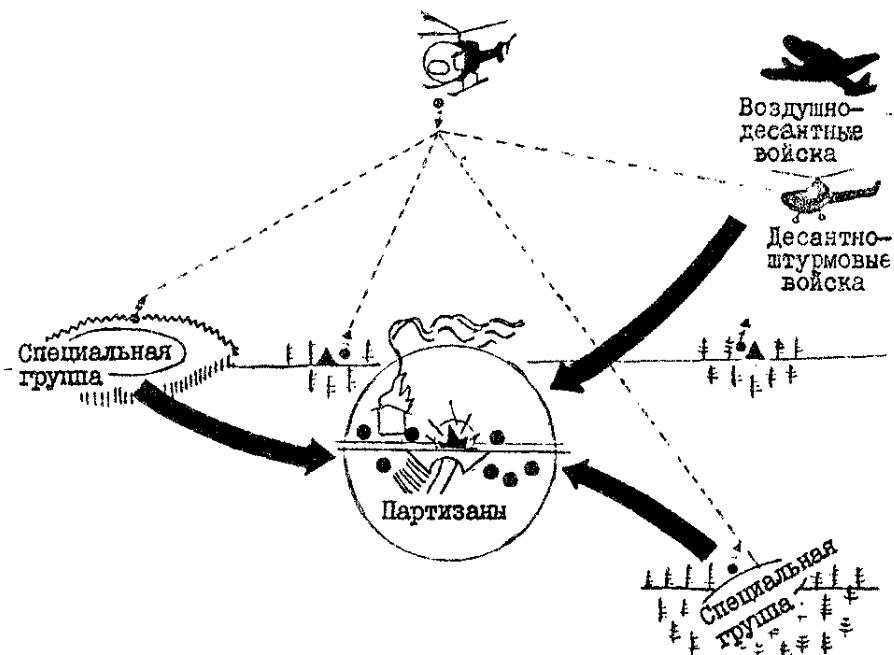 Воздушно-
десантные
войска
Десантно-
штурмовые
войска
Специальная
группа
Партизаны
Специальная
группа